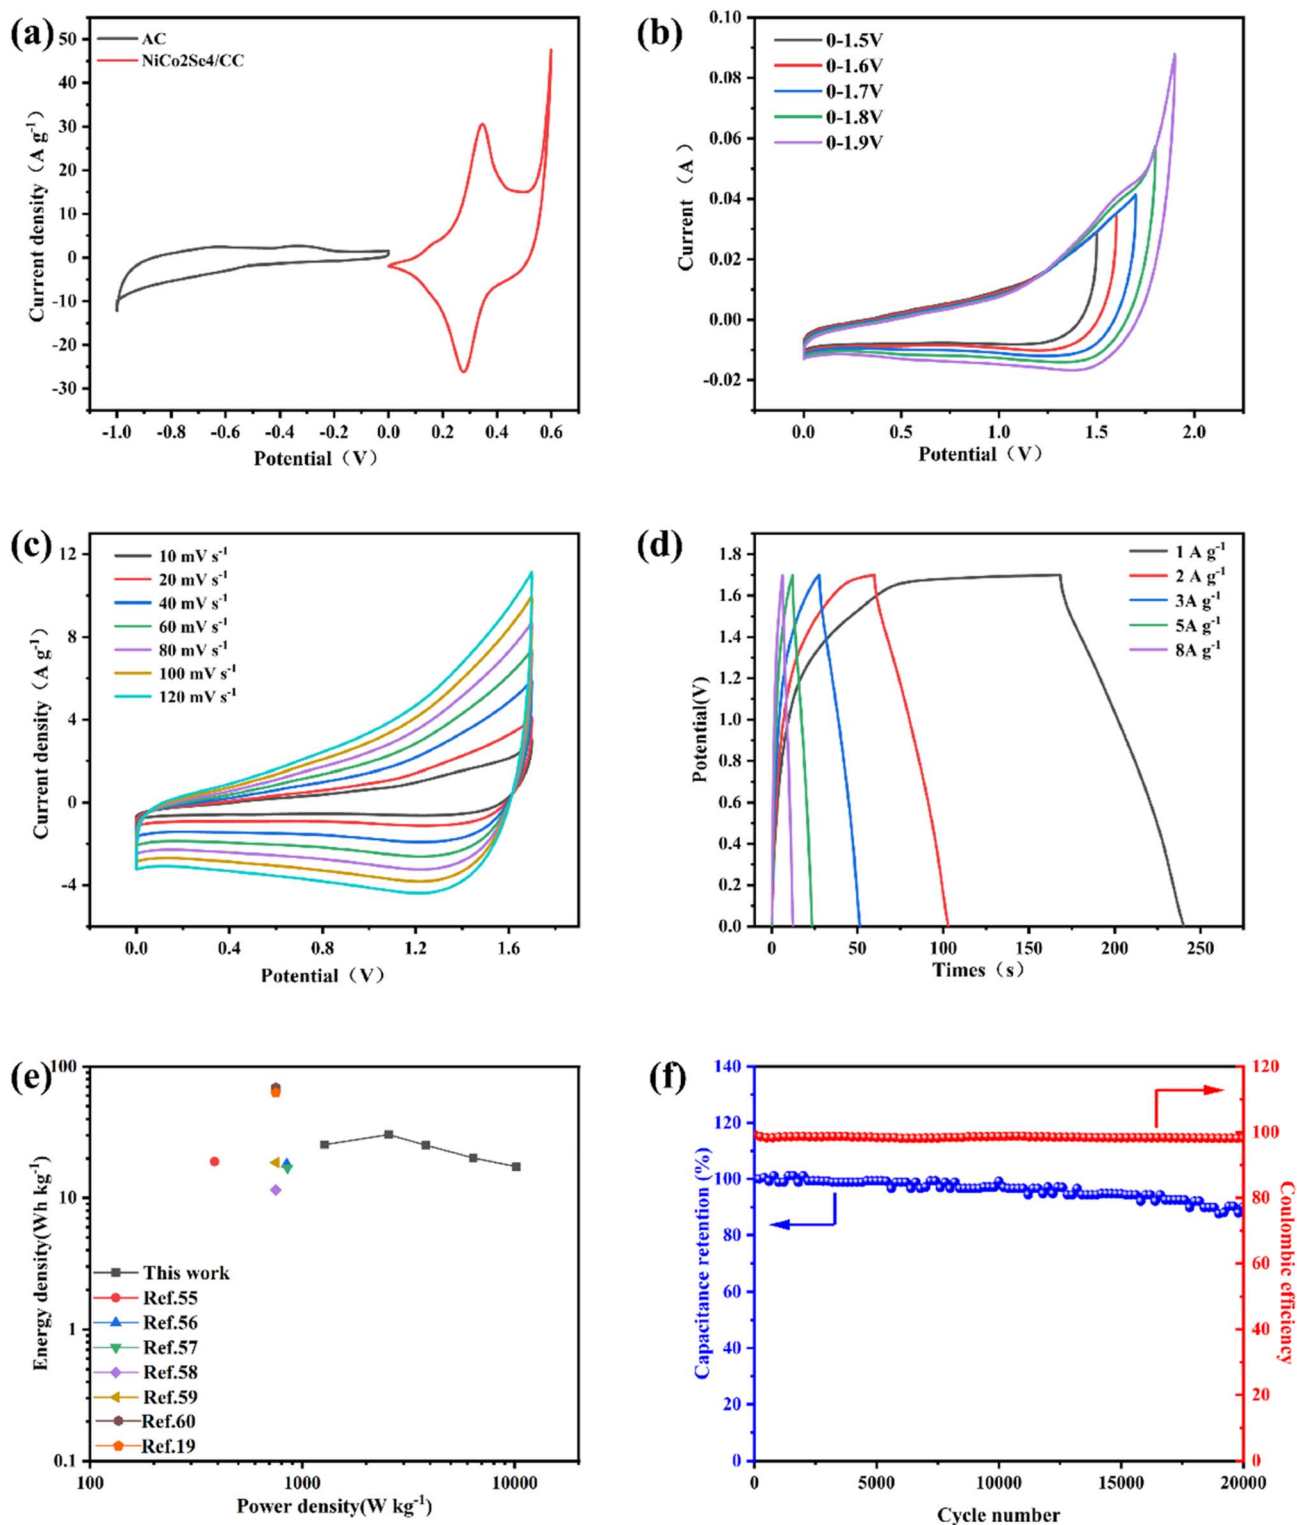 (a)
AC
NiCo2Se4/CC
50
40
30
20
10
0
-10
-20
-30
Current density (A g-1)
-1.0 -0.8 -0.6 -0.4 -0.2 0.0 0.2 0.4 0.6
Potential (V)
(b)
0-1.5V
0-1.6V
0-1.7V
0-1.8V
0-1.9V
0.10
0.08
0.06
0.04
0.02
0.00
-0.02
Current (A)
0.0 0.5 1.0 1.5 2.0
Potential (V)
(c)
10 mV s-1
20 mV s-1
40 mV s-1
60 mV s-1
80 mV s-1
100 mV s-1
120 mV s-1
12
8
4
0
-4
Current density (A g-1)
0.0 0.4 0.8 1.2 1.6
Potential (V)
(d)
1 A g-1
2 A g-1
3A g-1
5A g-1
8A g-1
1.8
1.6
1.4
1.2
1.0
0.8
0.6
0.4
0.2
0.0
Potential(V)
0 50 100 150 200 250
Times (s)
(e)
100
10
1
0.1
Energy density(Wh kg-1)
This work
Ref.55
Ref.56
Ref.57
Ref.58
Ref.59
Ref.60
Ref.19
100 1000 10000
Power density(W kg-1)
(f)
140
120
100
80
60
40
20
0
Capacitance retention (%)
120
100
80
60
40
20
0
Coulombic efficiency
0 5000 10000 15000 20000
Cycle number